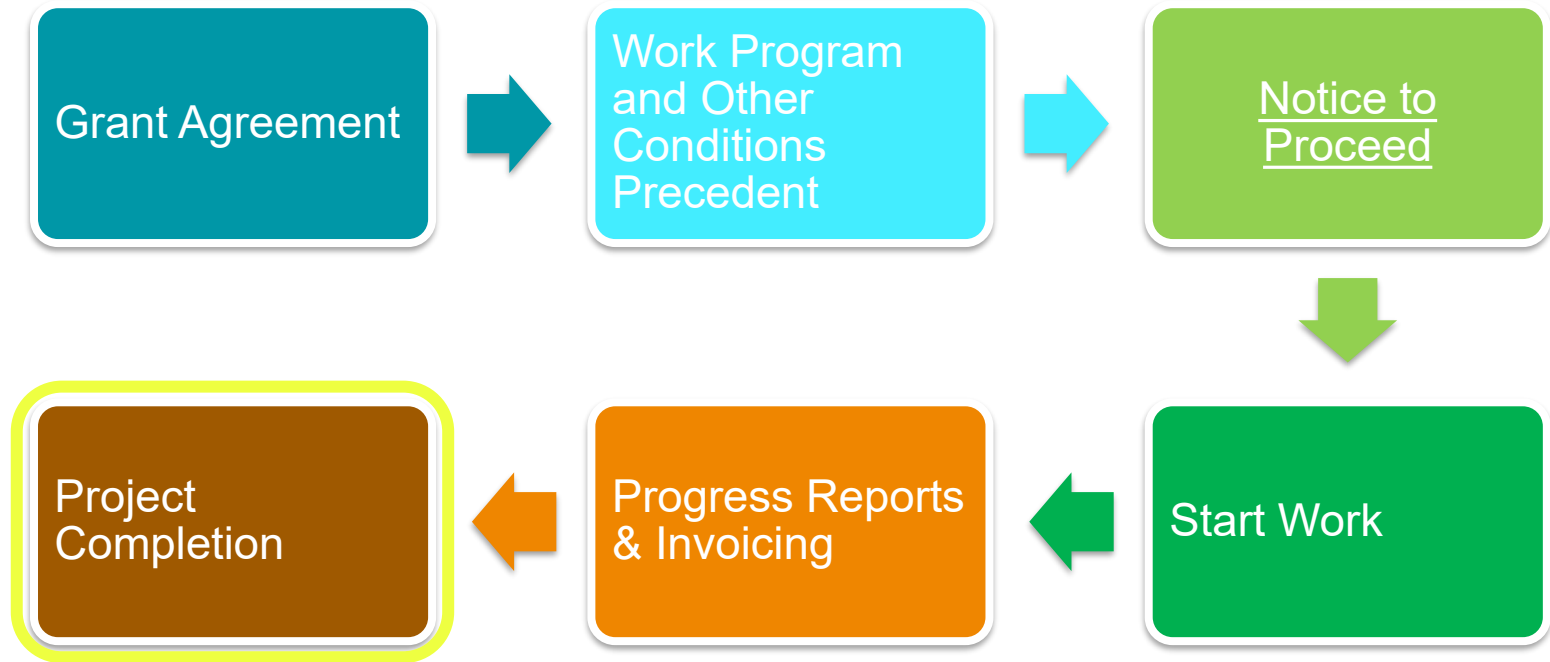 Grant Agreement
Work Program
and Other
Conditions
Precedent
Notice to
Proceed
Start Work
Progress Reports
& Invoicing
Project
Completion